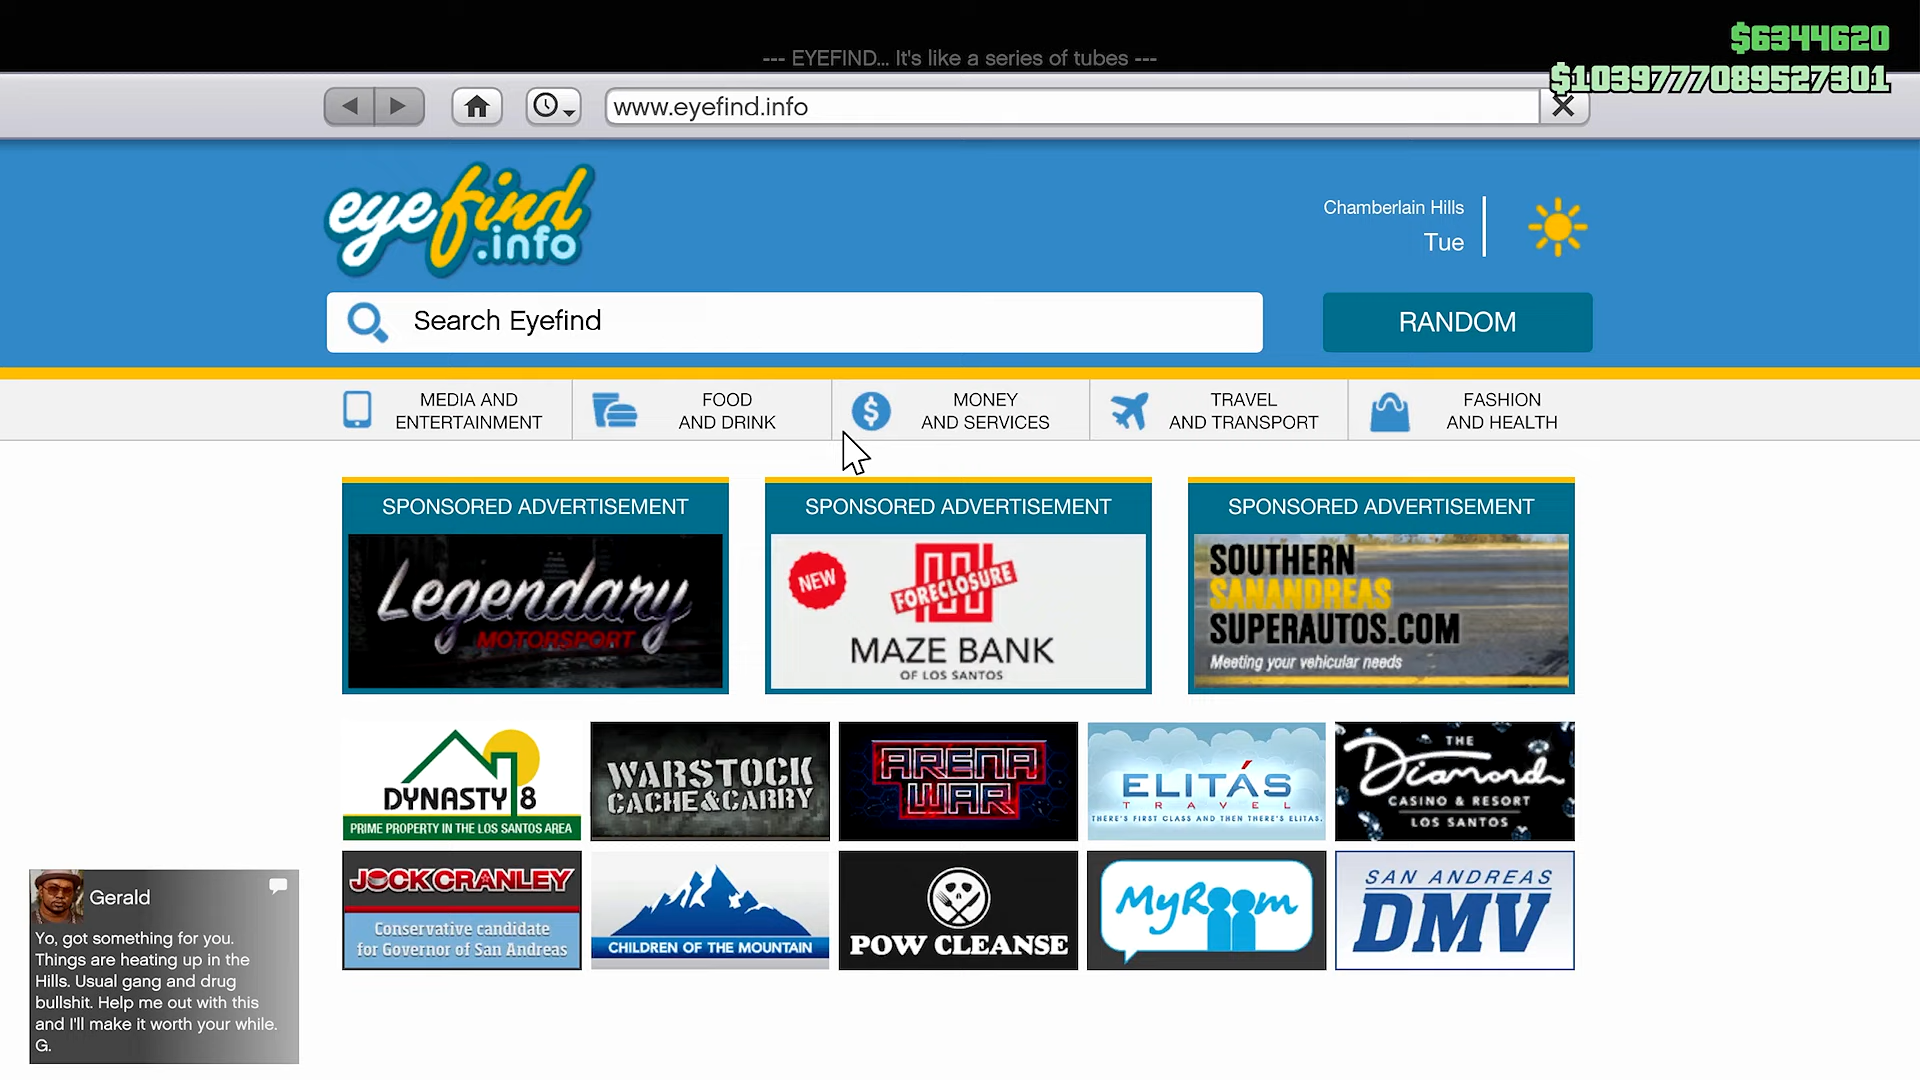 $6344620
--- EYEFIND... It's like a series of tubes ---
$1039777089527301
www.eyefind.info
eyefind
.info
Chamberlain Hills
Tue
Search Eyefind
RANDOM
MEDIA AND
ENTERTAINMENT
FOOD
AND DRINK
MONEY
AND SERVICES
TRAVEL
AND TRANSPORT
FASHION
AND HEALTH
SPONSORED ADVERTISEMENT
Legendary
MOTORSPORT
SPONSORED ADVERTISEMENT
NEW
FORECLOSURE
MAZE BANK
OF LOS SANTOS
SPONSORED ADVERTISEMENT
SOUTHERN
SANANDREAS
SUPERAUTOS.COM
Meeting your vehicular needs
DYNASTY 8
PRIME PROPERTY IN THE LOS SANTOS AREA
WARSTOCK
CACHE&CARRY
ARENA
WAR
ELITÁS
TRAVEL
THERE'S FIRST CLASS AND THEN THERE'S ELITAS.
THE
Diamond
CASINO & RESORT
LOS SANTOS
JOCK CRANLEY
Conservative candidate
for Governor of San Andreas
CHILDREN OF THE MOUNTAIN
POW CLEANSE
MyRoom
SAN ANDREAS
DMV
Gerald
Yo, got something for you.
Things are heating up in the
Hills. Usual gang and drug
bullshit. Help me out with this
and I'll make it worth your while.
G.